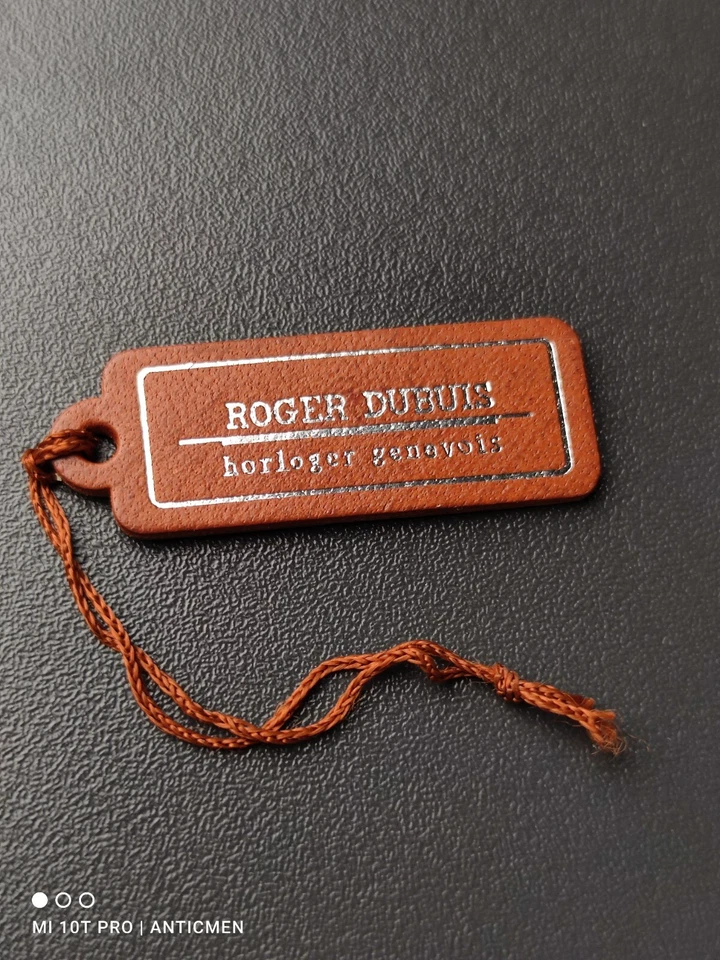 ROGER DUBUIS
horloger genevois
MI 10T PRO | ANTICMEN